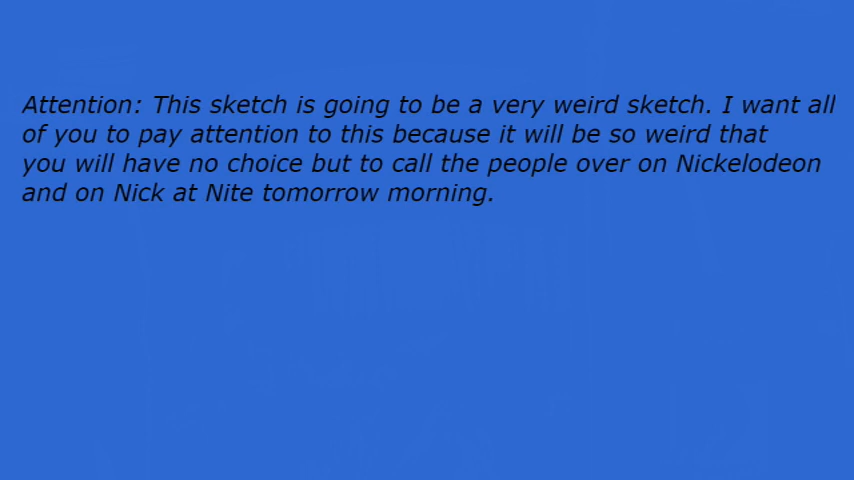 Attention: This sketch is going to be a very weird sketch. I want all
of you to pay attention to this because it will be so weird that
you will have no choice but to call the people over on Nickelodeon
and on Nick at Nite tomorrow morning.